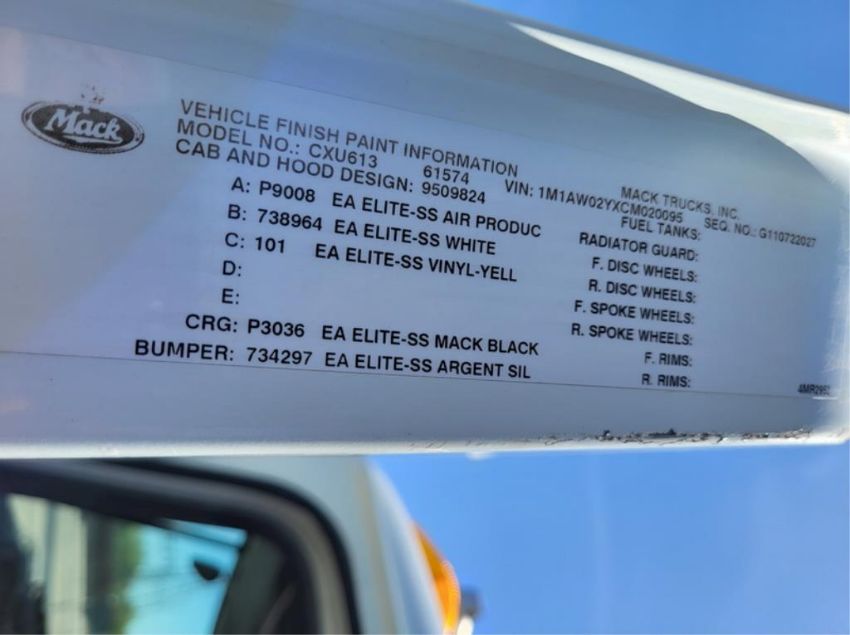 Mack
VEHICLE FINISH PAINT INFORMATION
MACK TRUCKS, INC.
MODEL NO.: CXU613 61574 VIN: 1M1AW02YXCM020095 SEQ. NO.: G110722027
CAB AND HOOD DESIGN: 9509824
FUEL TANKS:
A: P9008 EA ELITE-SS AIR PRODUC
RADIATOR GUARD:
B: 738964 EA ELITE-SS WHITE
F. DISC WHEELS:
C: 101 EA ELITE-SS VINYL-YELL
R. DISC WHEELS:
D:
F. SPOKE WHEELS:
E:
R. SPOKE WHEELS:
CRG: P3036 EA ELITE-SS MACK BLACK
F. RIMS:
BUMPER: 734297 EA ELITE-SS ARGENT SIL
R. RIMS: